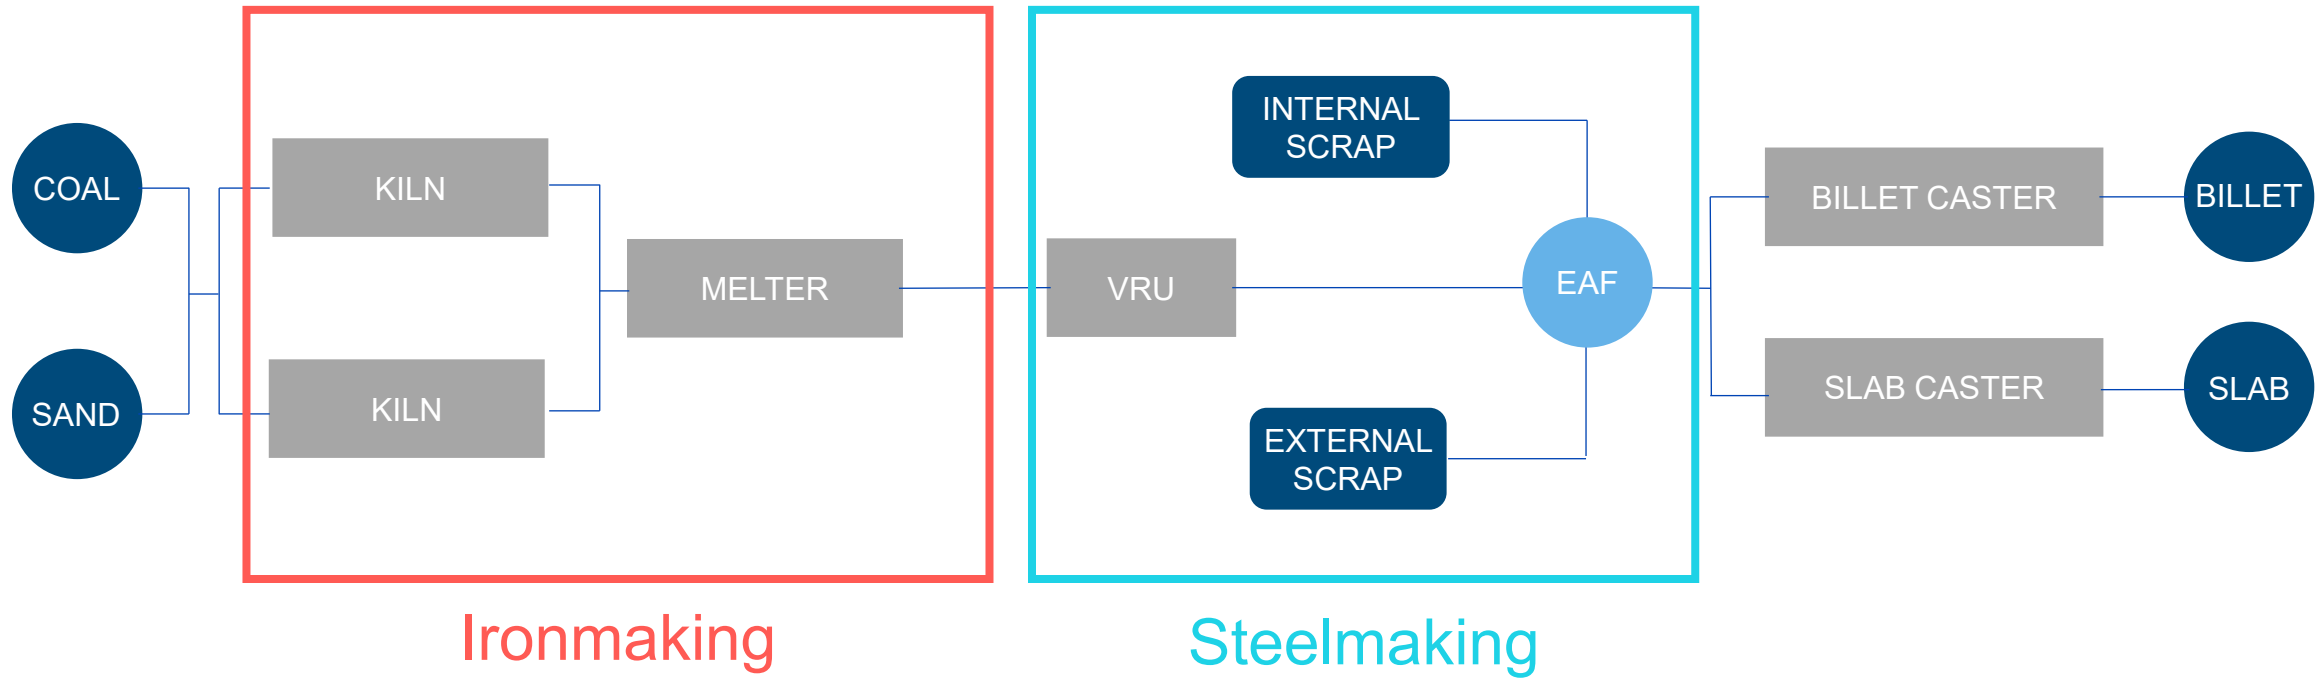 COAL
SAND
KILN
KILN
MELTER
Ironmaking
VRU
INTERNAL
SCRAP
EXTERNAL
SCRAP
EAF
Steelmaking
BILLET CASTER
SLAB CASTER
BILLET
SLAB